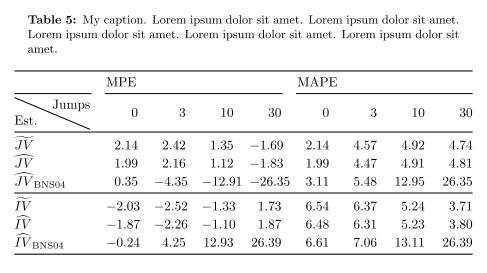 Table 5: My caption. Lorem ipsum dolor sit amet. Lorem ipsum dolor sit amet.
Lorem ipsum dolor sit amet. Lorem ipsum dolor sit amet. Lorem ipsum dolor sit
amet.
MPE MAPE
Jumps
Est. 0 3 10 30 0 3 10 30
J͠V 2.14 2.42 1.35 −1.69 2.14 4.57 4.92 4.74
ĴV 1.99 2.16 1.12 −1.83 1.99 4.47 4.91 4.81
ĴV BNS04 0.35 −4.35 −12.91 −26.35 3.11 5.48 12.95 26.35
I͠V −2.03 −2.52 −1.33 1.73 6.54 6.37 5.24 3.71
ÎV −1.87 −2.26 −1.10 1.87 6.48 6.31 5.23 3.80
ÎV BNS04 −0.24 4.25 12.93 26.39 6.61 7.06 13.11 26.39